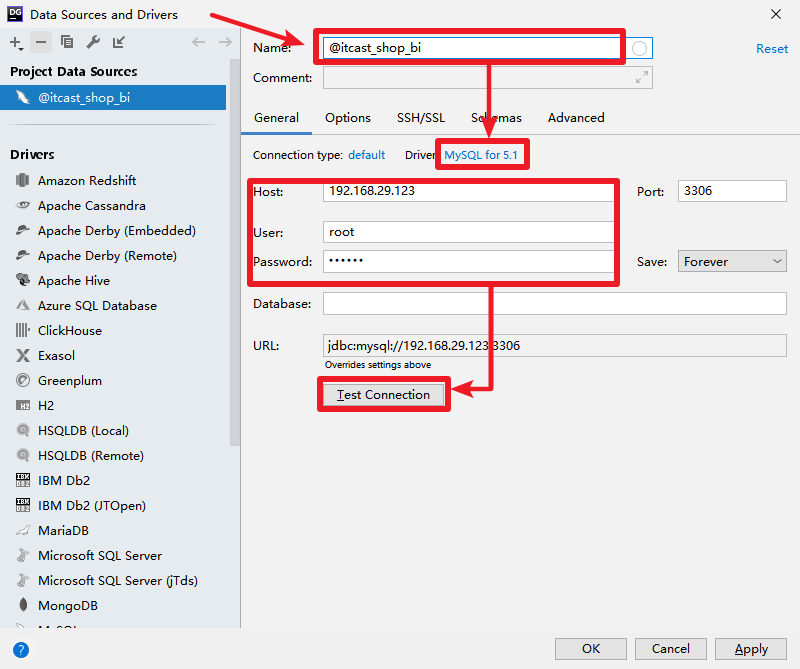 DG Data Sources and Drivers
Name: @itcast_shop_bi
Reset
Comment:
Project Data Sources
@itcast_shop_bi
General Options SSH/SSL Schemas Advanced
Connection type: default Driver MySQL for 5.1
Host: 192.168.29.123 Port: 3306
User: root
Password: •••••• Save: Forever
Database:
URL: jdbc:mysql://192.168.29.123:3306
Overrides settings above
Test Connection
Drivers
Amazon Redshift
Apache Cassandra
Apache Derby (Embedded)
Apache Derby (Remote)
Apache Hive
Azure SQL Database
ClickHouse
Exasol
Greenplum
H2
HSQLDB (Local)
HSQLDB (Remote)
IBM Db2
IBM Db2 (JTOpen)
MariaDB
Microsoft SQL Server
Microsoft SQL Server (jTds)
MongoDB
?
OK Cancel Apply